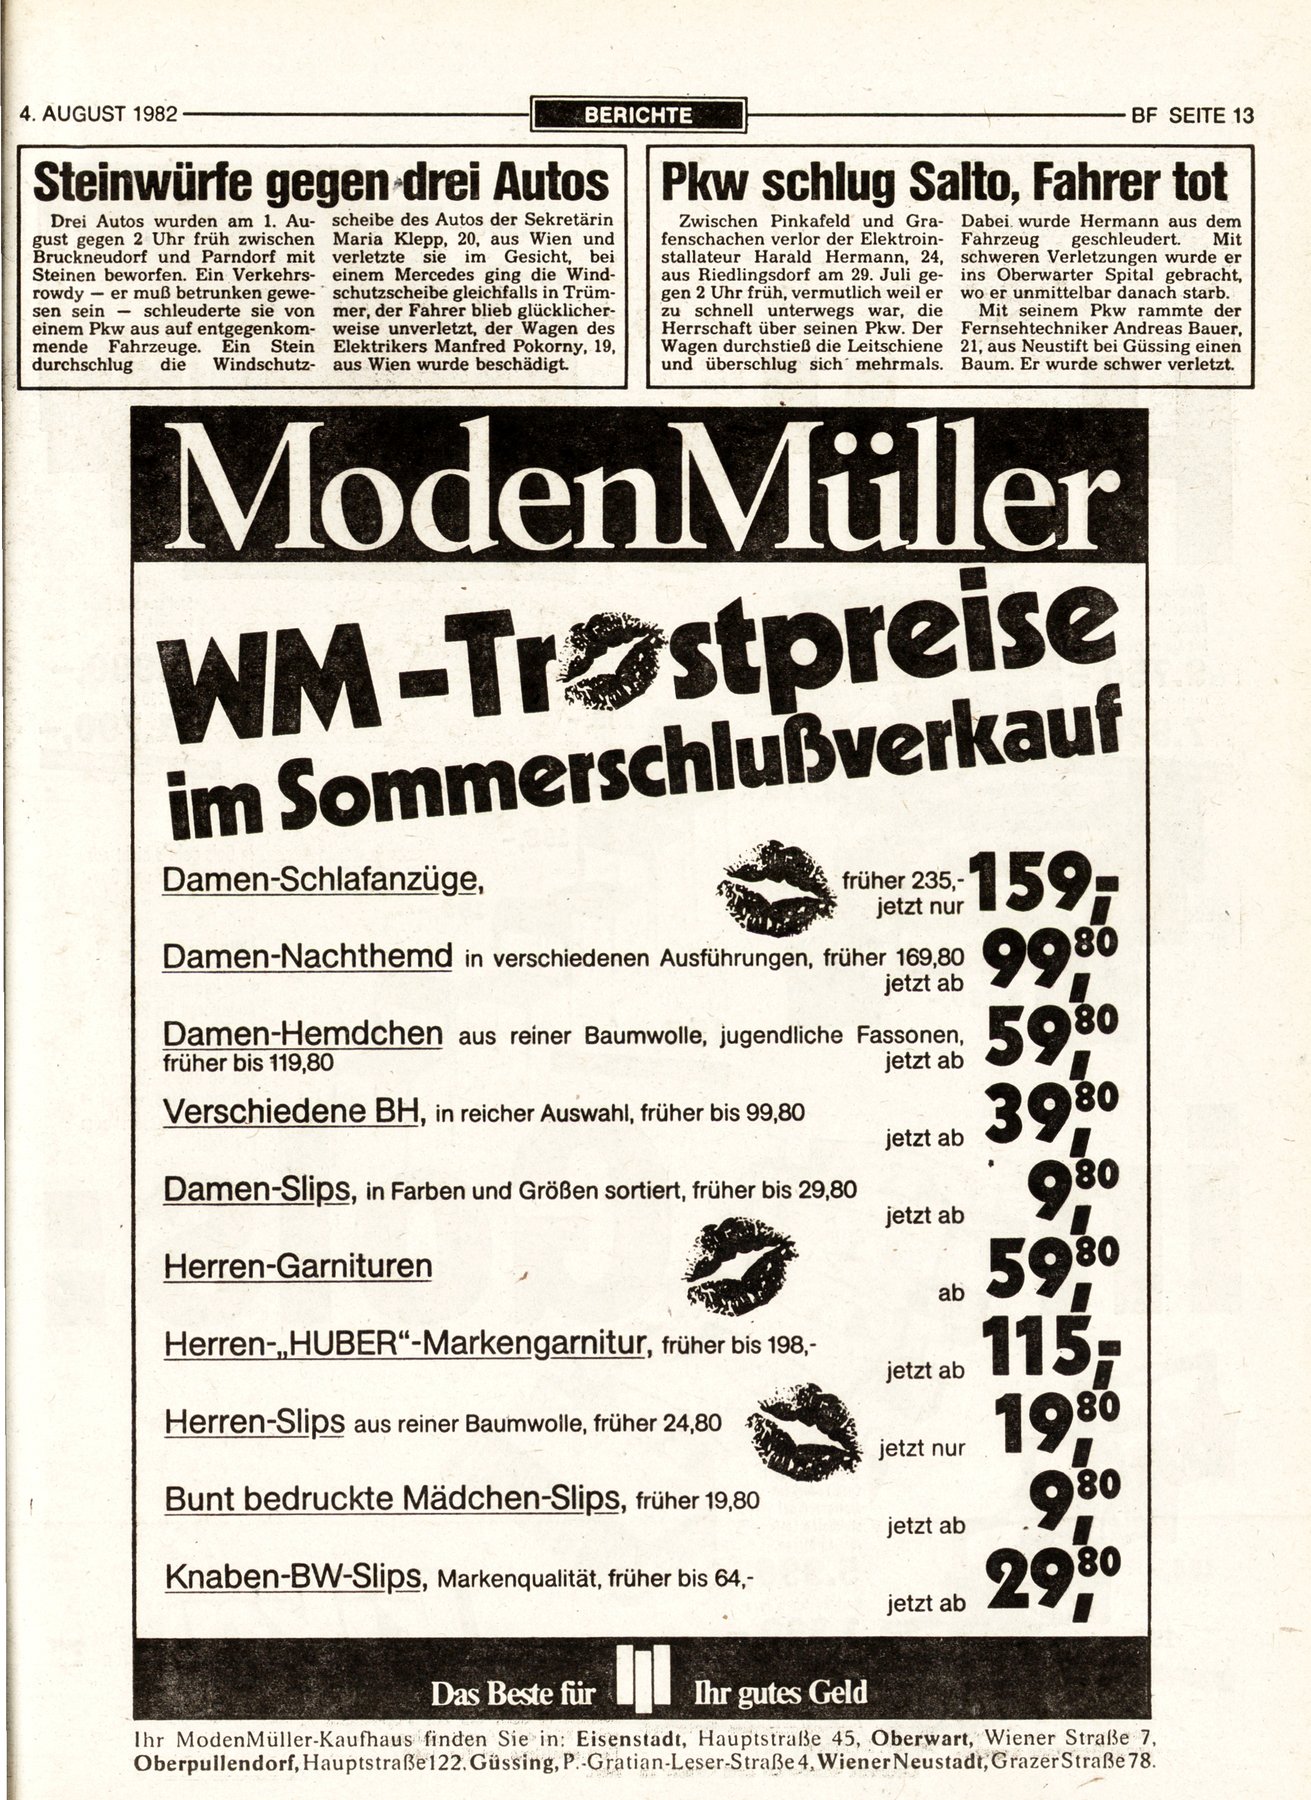 4. AUGUST 1982
BERICHTE
BF SEITE 13
Steinwürfe gegen drei Autos
Drei Autos wurden am 1. Au-
gust gegen 2 Uhr früh zwischen
Bruckneudorf und Parndorf mit
Steinen beworfen. Ein Verkehrs-
rowdy — er muß betrunken gewe-
sen sein — schleuderte sie von
einem Pkw aus auf entgegenkom-
mende Fahrzeuge. Ein Stein
durchschlug die Windschutz-
scheibe des Autos der Sekretärin
Maria Klepp, 20, aus Wien und
verletzte sie im Gesicht, bei
einem Mercedes ging die Wind-
schutzscheibe gleichfalls in Trüm-
mer, der Fahrer blieb glücklicher-
weise unverletzt, der Wagen des
Elektrikers Manfred Pokorny, 19,
aus Wien wurde beschädigt.
Pkw schlug Salto, Fahrer tot
Zwischen Pinkafeld und Gra-
fenschachen verlor der Elektroin-
stallateur Harald Hermann, 24,
aus Riedlingsdorf am 29. Juli ge-
gen 2 Uhr früh, vermutlich weil er
zu schnell unterwegs war, die
Herrschaft über seinen Pkw. Der
Wagen durchstieß die Leitschiene
und überschlug sich mehrmals.
Dabei wurde Hermann aus dem
Fahrzeug geschleudert. Mit
schweren Verletzungen wurde er
ins Oberwarter Spital gebracht,
wo er unmittelbar danach starb.
Mit seinem Pkw rammte der
Fernsehtechniker Andreas Bauer,
21, aus Neustift bei Güssing einen
Baum. Er wurde schwer verletzt.
ModenMüller
WM-Trostpreise
im Sommerschlußverkauf
Damen-Schlafanzüge, früher 235,- 159,-
jetzt nur
Damen-Nachthemd in verschiedenen Ausführungen, früher 169,80 99,80
jetzt ab
Damen-Hemdchen aus reiner Baumwolle, jugendliche Fassonen, 59,80
früher bis 119,80 jetzt ab
Verschiedene BH, in reicher Auswahl, früher bis 99,80 39,80
jetzt ab
Damen-Slips, in Farben und Größen sortiert, früher bis 29,80 9,80
jetzt ab
Herren-Garnituren 59,80
ab
Herren-„HUBER“-Markengarnitur, früher bis 198,- 115,-
jetzt ab
Herren-Slips aus reiner Baumwolle, früher 24,80 19,80
jetzt nur
Bunt bedruckte Mädchen-Slips, früher 19,80 9,80
jetzt ab
Knaben-BW-Slips, Markenqualität, früher bis 64,- 29,80
jetzt ab
Das Beste für Ihr gutes Geld
Ihr ModenMüller-Kaufhaus finden Sie in: Eisenstadt, Hauptstraße 45, Oberwart, Wiener Straße 7,
Oberpullendorf, Hauptstraße 122, Güssing, P.-Gratian-Leser-Straße 4, Wiener Neustadt, Grazer Straße 78.